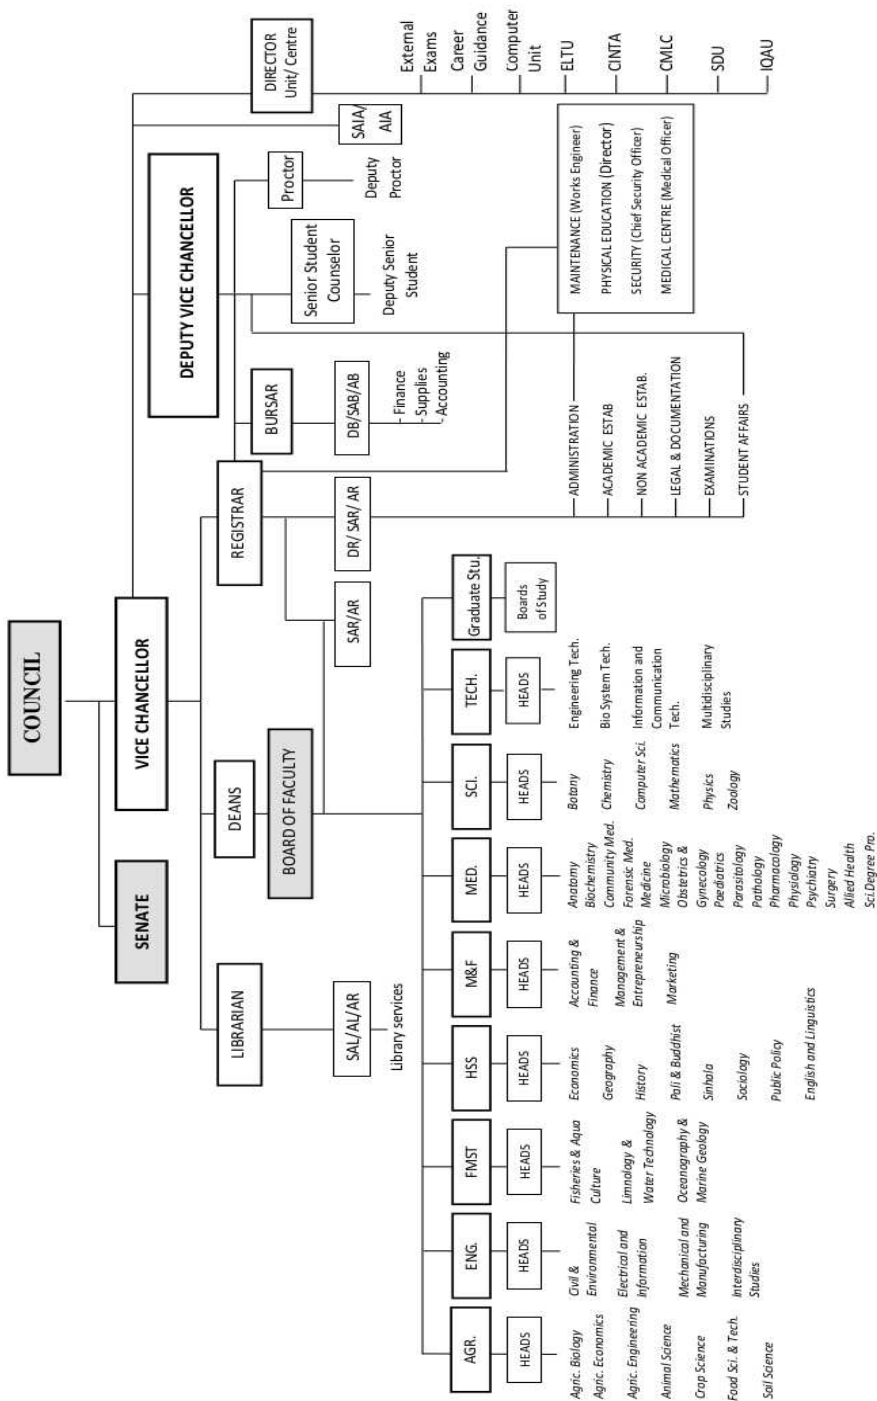 COUNCIL
SENATE
VICE CHANCELLOR
DEPUTY VICE CHANCELLOR
DIRECTOR
Unit/ Centre
LIBRARIAN
DEANS
REGISTRAR
BURSAR
Senior Student
Counselor
Proctor
SAIA/
AIA
BOARD OF FACULTY
SAL/AL/AR
Library services
SAR/AR
DR/ SAR/ AR
DB/SAB/AB
- Finance
- Supplies
- Accounting
Deputy Senior
Student
Deputy
Proctor
External
Exams
Career
Guidance
Computer
Unit
ELTU
CINTA
CMLC
SDU
IQAU
AGR.
HEADS
Agric. Biology
Agric. Economics
Agric. Engineering
Animal Science
Crop Science
Food Sci. & Tech.
Soil Science
ENG.
HEADS
Civil &
Environmental
Electrical and
Information
Mechanical and
Manufacturing
Interdisciplinary
Studies
FMST
HEADS
Fisheries & Aqua
Culture
Limnology &
Water Technology
Oceanography &
Marine Geology
HSS
HEADS
Economics
Geography
History
Pali & Buddhist
Sinhala
Sociology
Public Policy
English and Linguistics
M&F
HEADS
Accounting &
Finance
Management &
Entrepreneurship
Marketing
MED.
HEADS
Anatomy
Biochemistry
Community Med.
Forensic Med.
Medicine
Microbiology
Obstetrics &
Gynecology
Paediatrics
Parasitology
Pathology
Pharmacology
Physiology
Psychiatry
Surgery
Allied Health
Sci.Degree Pro.
SCI.
HEADS
Botany
Chemistry
Computer Sci.
Mathematics
Physics
Zoology
TECH.
HEADS
Engineering Tech.
Bio System Tech.
Information and
Communication
Tech.
Multidisciplinary
Studies
Graduate Stu.
Boards
of Study
ADMINISTRATION
ACADEMIC ESTAB
NON ACADEMIC ESTAB.
LEGAL & DOCUMENTATION
EXAMINATIONS
STUDENT AFFAIRS
MAINTENANCE (Works Engineer)
PHYSICAL EDUCATION (Director)
SECURITY (Chief Security Officer)
MEDICAL CENTRE (Medical Officer)